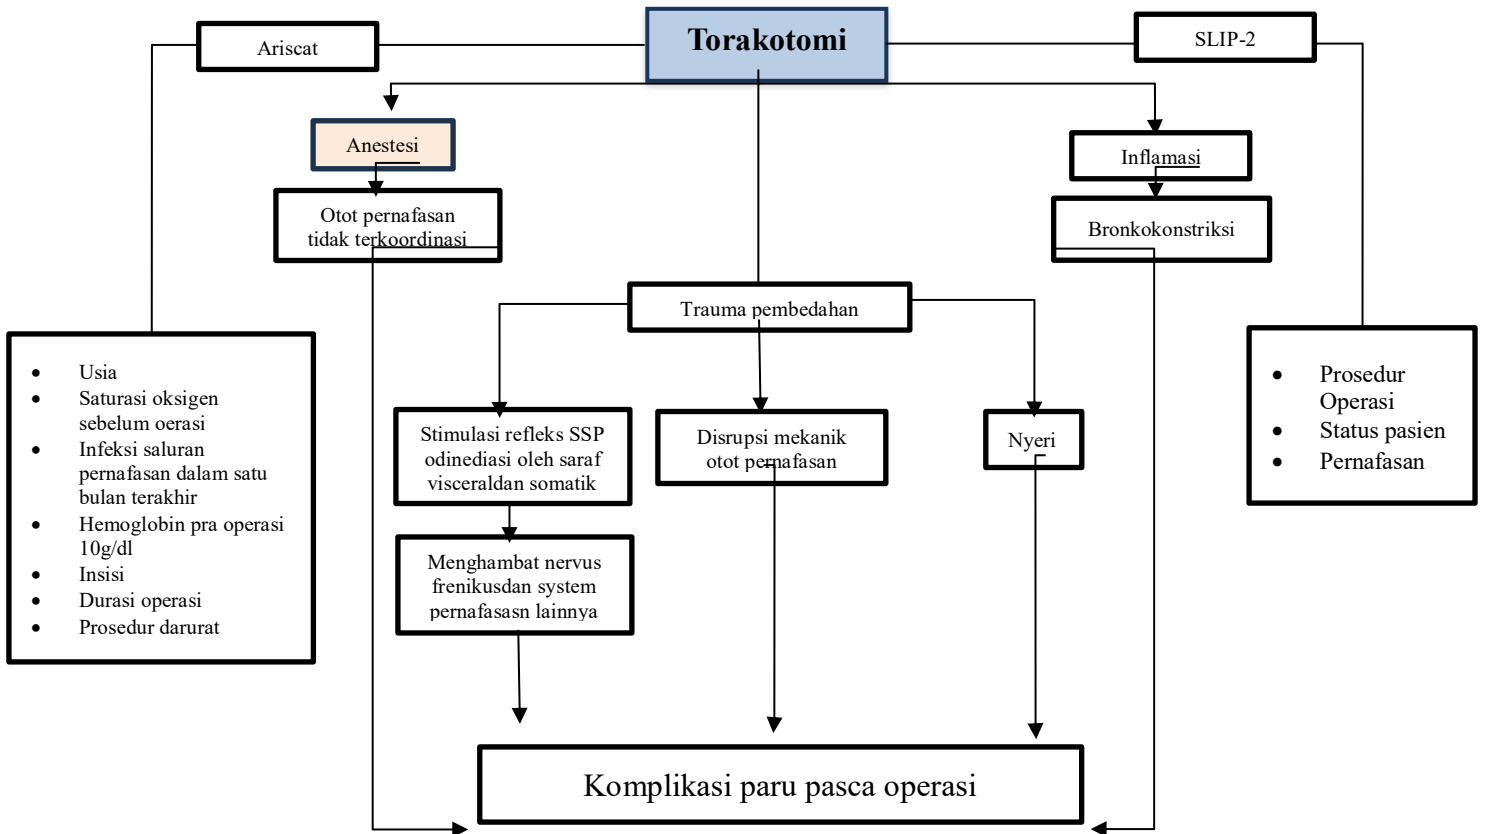 Torakotomi
Ariscat
SLIP-2
Anestesi
Inflamasi
Otot pernafasan
tidak terkoordinasi
Bronkokonstriksi
Trauma pembedahan
• Usia
• Saturasi oksigen
sebelum oerasi
• Infeksi saluran
pernafasan dalam satu
bulan terakhir
• Hemoglobin pra operasi
10g/dl
• Insisi
• Durasi operasi
• Prosedur darurat
Stimulasi refleks SSP
odinediasi oleh saraf
visceraldan somatik
Disrupsi mekanik
otot pernafasan
Nyeri
• Prosedur
Operasi
• Status pasien
• Pernafasan
Menghambat nervus
frenikusdan system
pernafasasn lainnya
Komplikasi paru pasca operasi